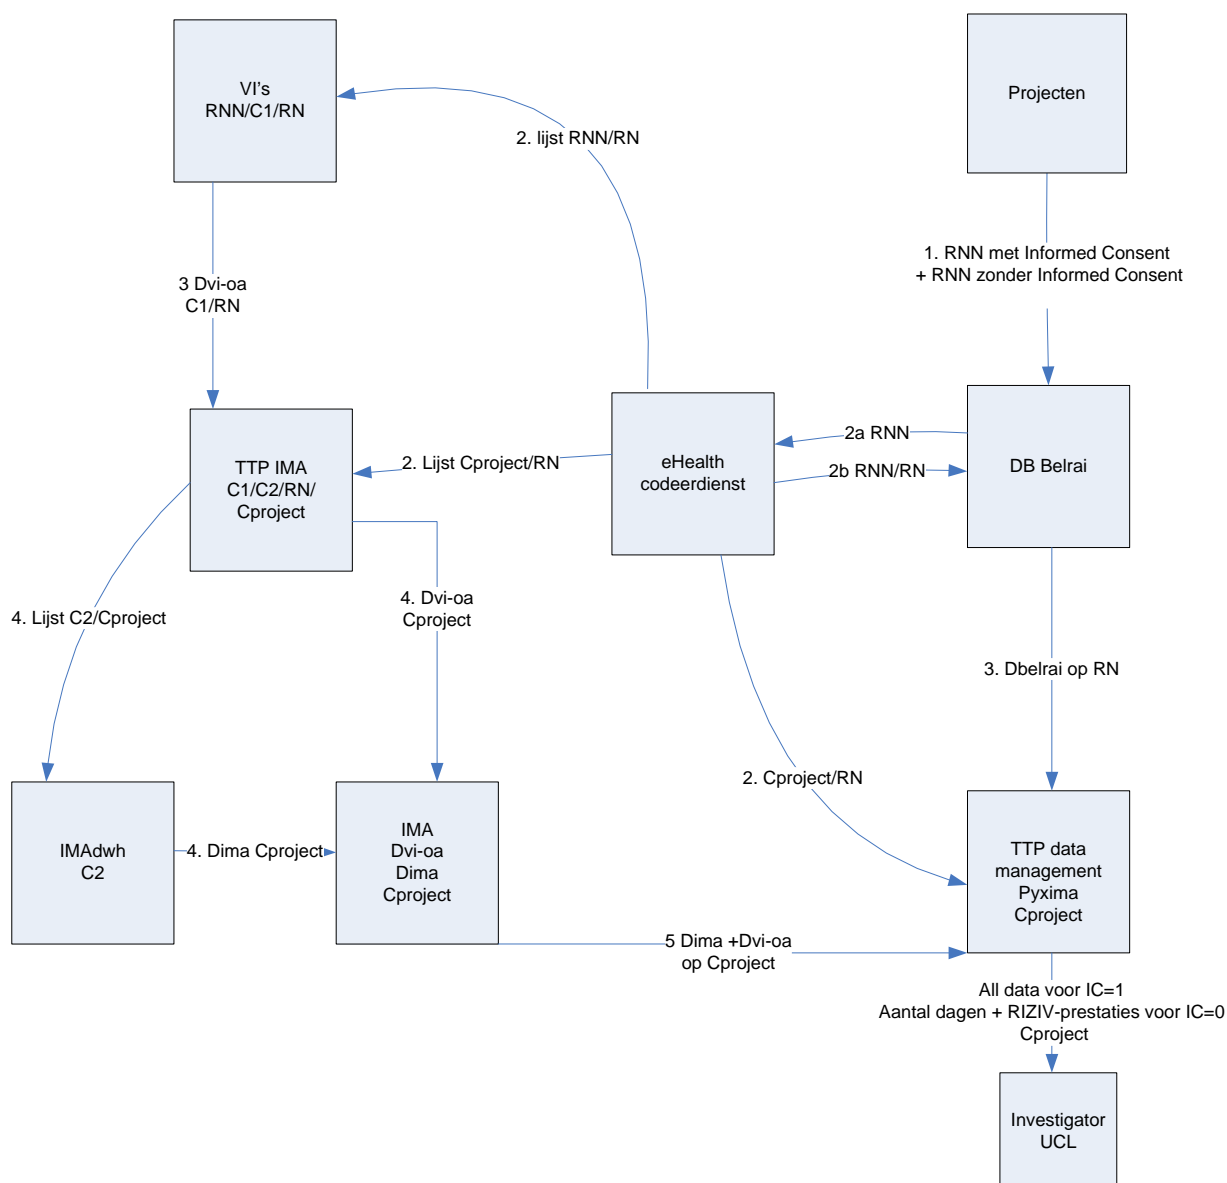 VI's
RNN/C1/RN
Projecten
2. lijst RNN/RN
1. RNN met Informed Consent
+ RNN zonder Informed Consent
3 Dvi-oa
C1/RN
TTP IMA
C1/C2/RN/
Cproject
2. Lijst Cproject/RN
eHealth
codeerdienst
2a RNN
2b RNN/RN
DB Belrai
4. Lijst C2/Cproject
4. Dvi-oa
Cproject
3. Dbelrai op RN
2. Cproject/RN
IMAdwh
C2
4. Dima Cproject
IMA
Dvi-oa
Dima
Cproject
TTP data
management
Pyxima
Cproject
5 Dima +Dvi-oa
op Cproject
All data voor IC=1
Aantal dagen + RIZIV-prestaties voor IC=0
Cproject
Investigator
UCL